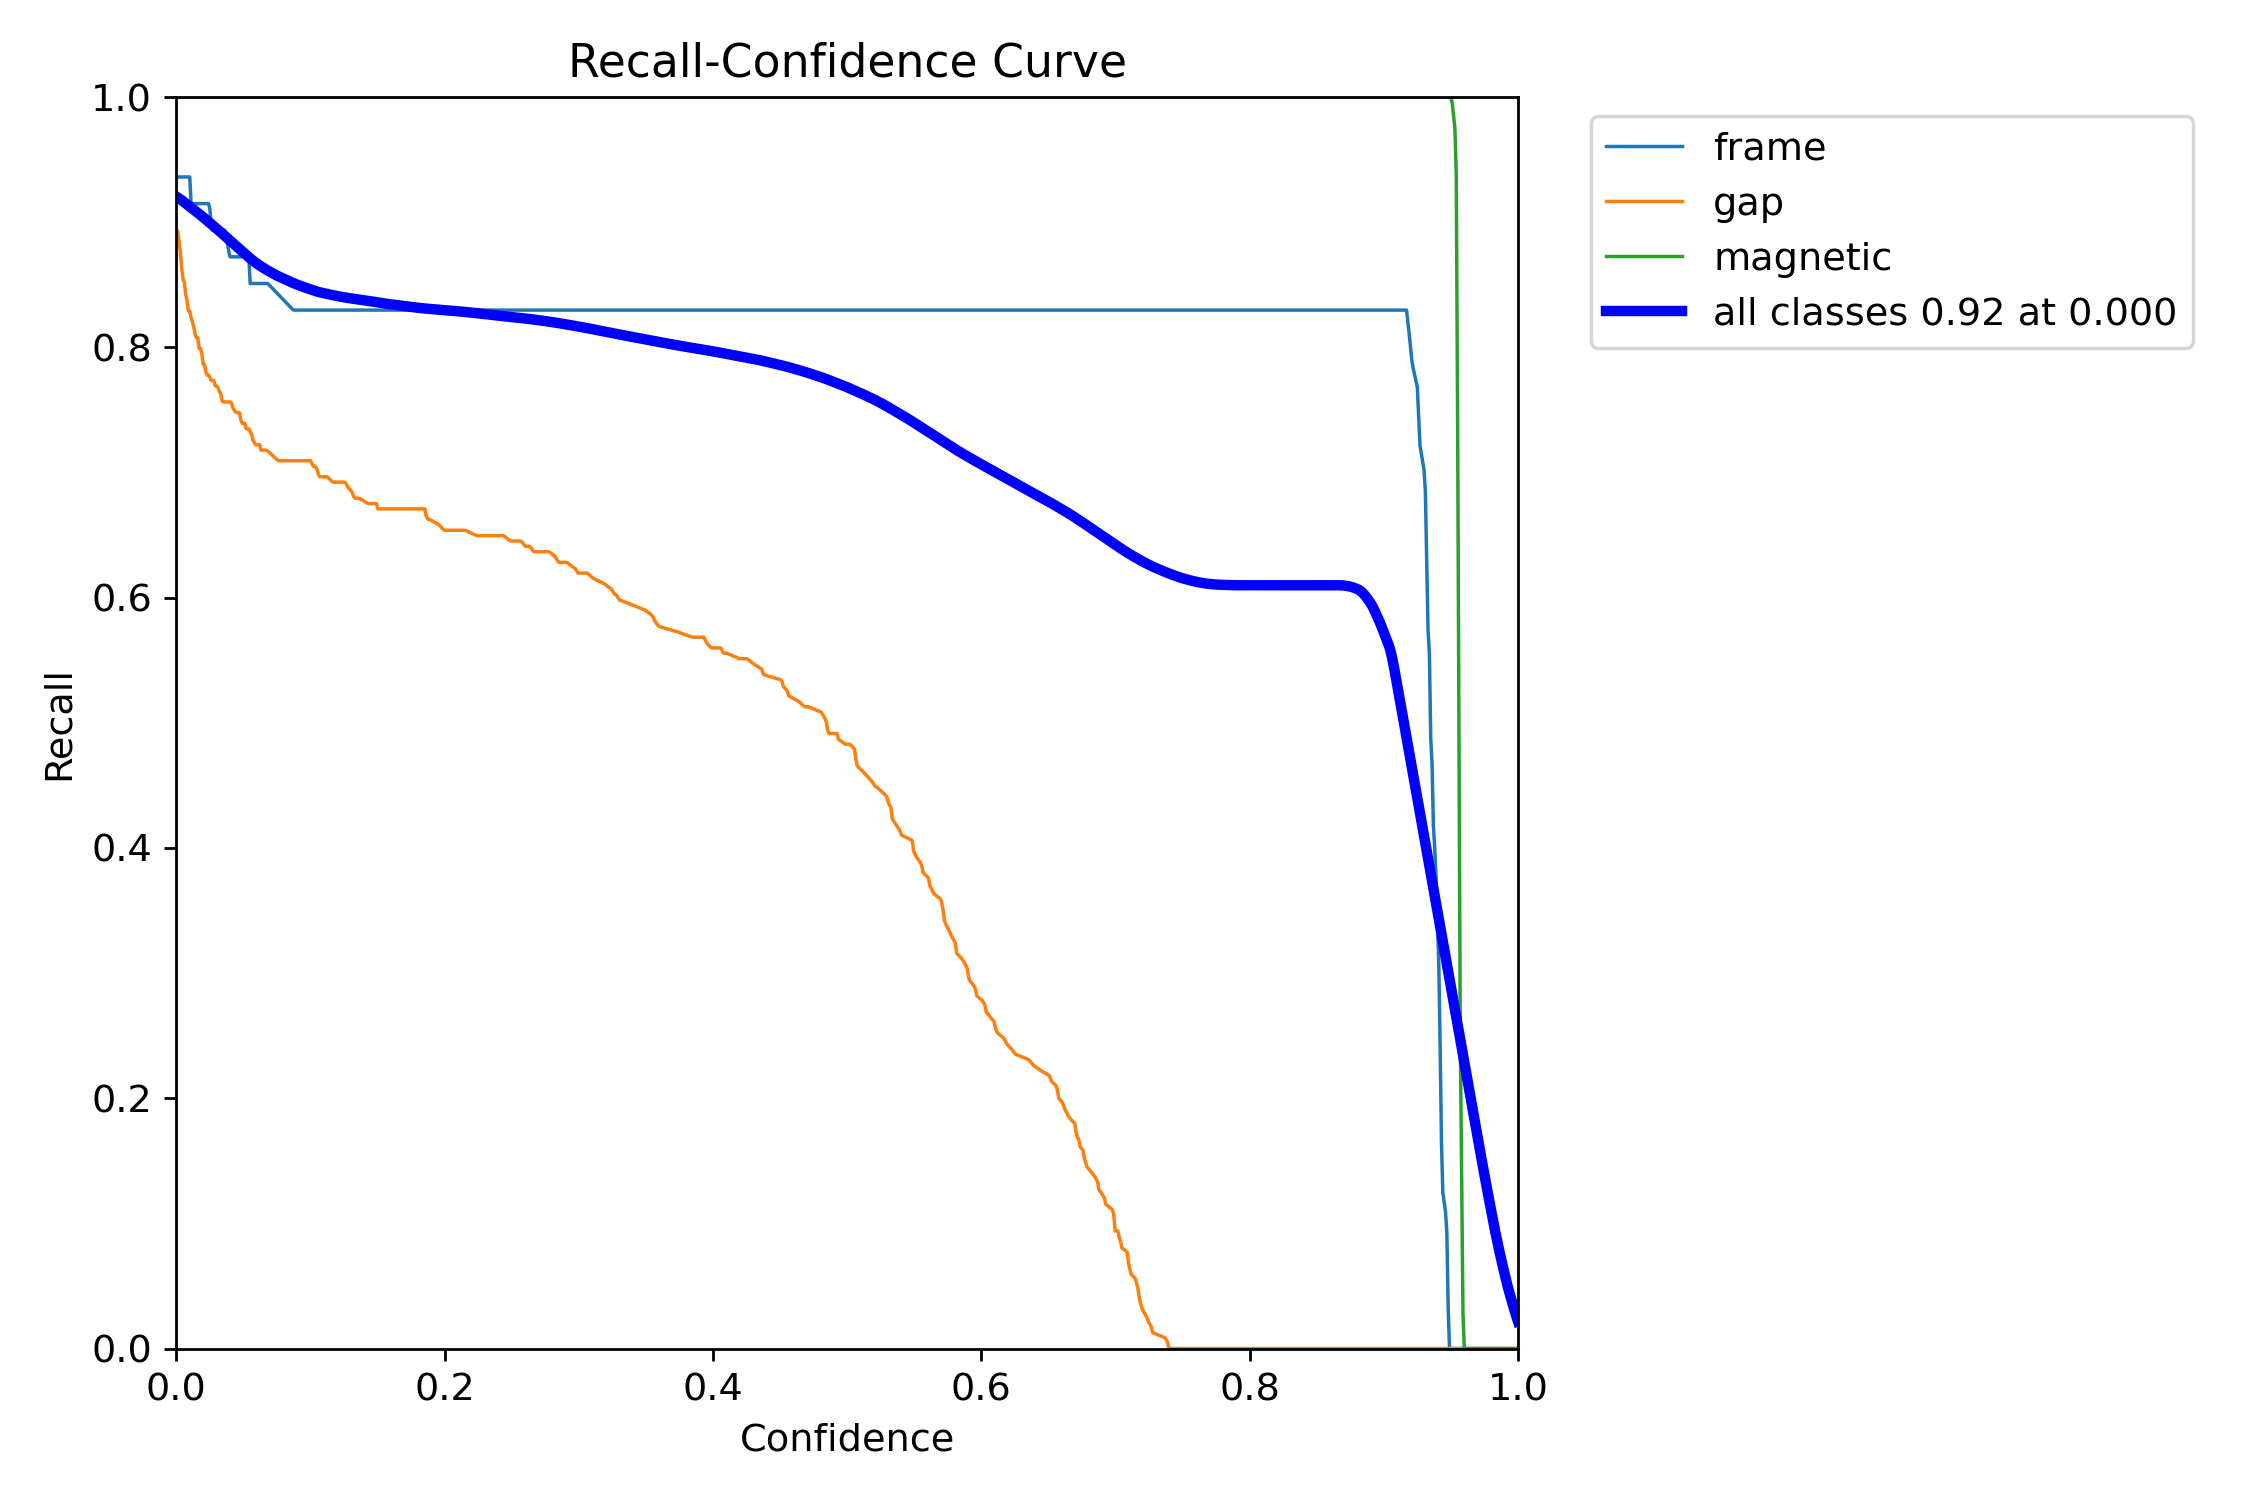 Recall-Confidence Curve
1.0
0.8
0.6
0.4
0.2
0.0
Recall
0.0 0.2 0.4 0.6 0.8 1.0
Confidence
frame
gap
magnetic
all classes 0.92 at 0.000